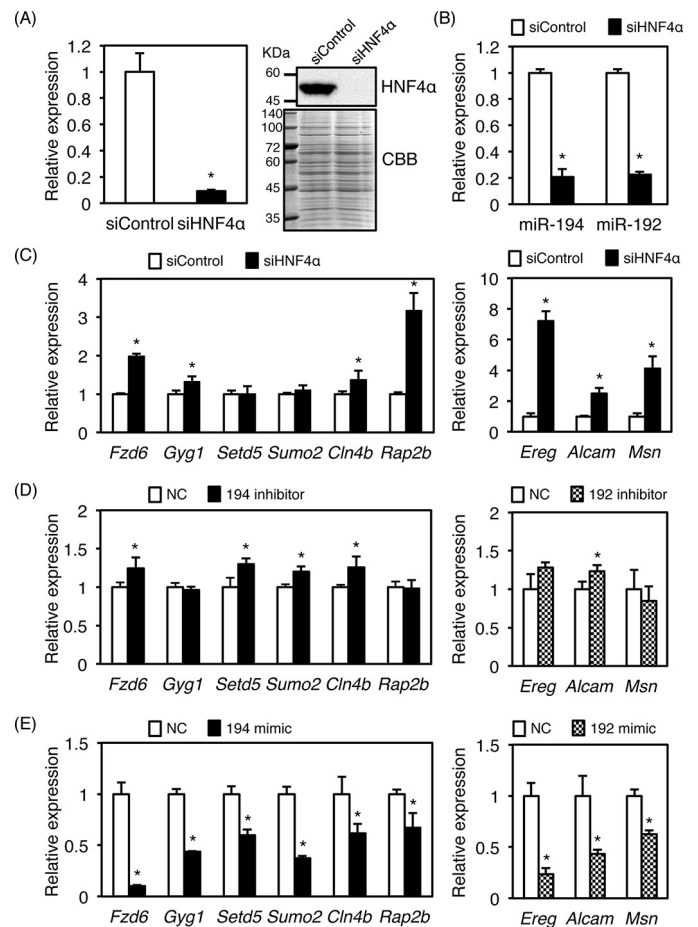 (A)
Relative expression
1.2
1
0.8
0.6
0.4
0.2
0
*
siControl siHNF4α
KDa
siControl
siHNF4α
60
45
HNF4α
140
100
72
60
45
35
CBB
(B)
siControl siHNF4α
Relative expression
1.2
1
0.8
0.6
0.4
0.2
0
* *
miR-194 miR-192
(C)
siControl siHNF4α
Relative expression
4
3
2
1
0
* * * *
Fzd6 Gyg1 Setd5 Sumo2 Cln4b Rap2b
siControl siHNF4α
Relative expression
10
8
6
4
2
0
* * *
Ereg Alcam Msn
(D)
NC 194 inhibitor
Relative expression
2
1.5
1
0.5
0
* * * *
Fzd6 Gyg1 Setd5 Sumo2 Cln4b Rap2b
NC 192 inhibitor
Relative expression
2
1.5
1
0.5
0
*
Ereg Alcam Msn
(E)
NC 194 mimic
Relative expression
1.5
1
0.5
0
* * * * * *
Fzd6 Gyg1 Setd5 Sumo2 Cln4b Rap2b
NC 192 mimic
Relative expression
1.5
1
0.5
0
* * *
Ereg Alcam Msn